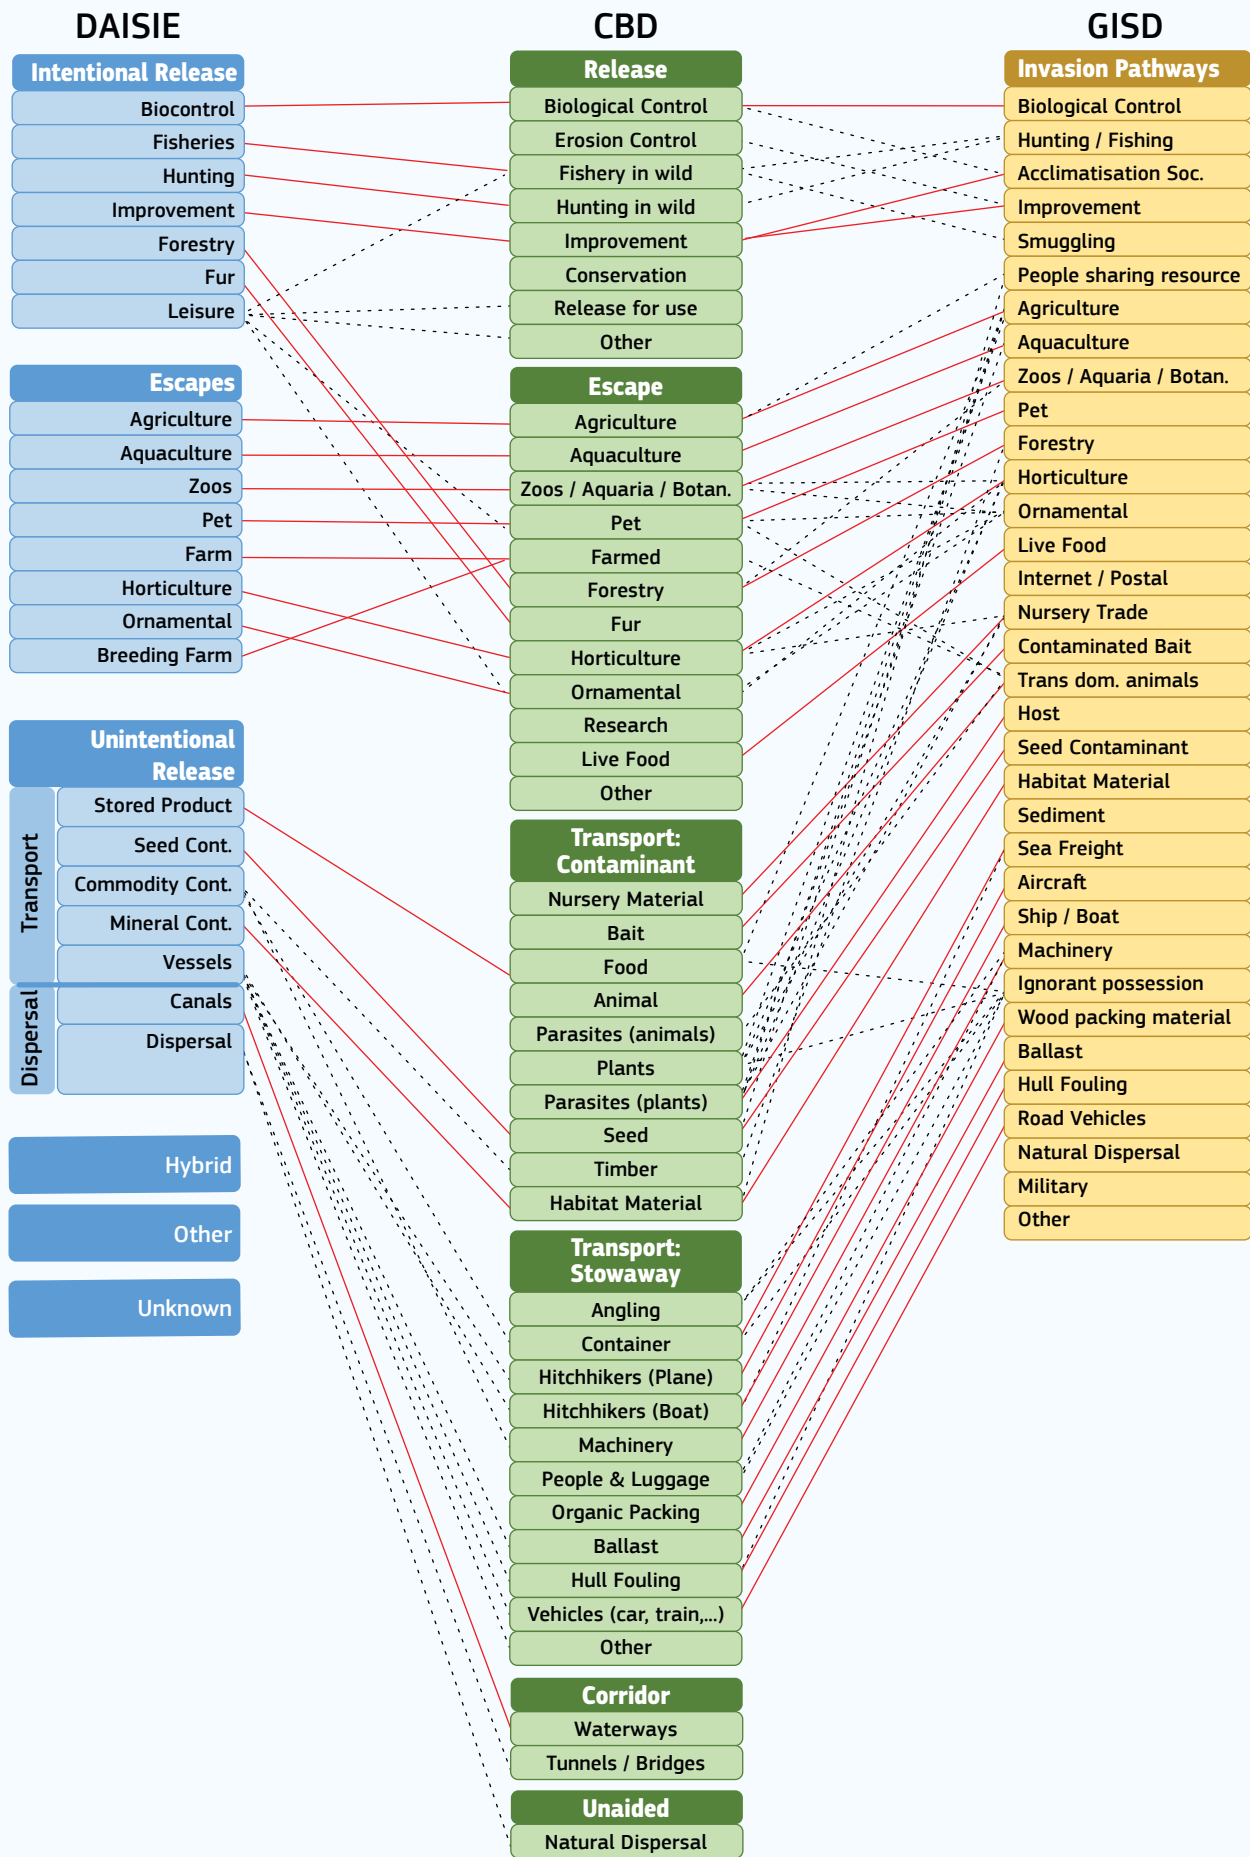 DAISIE
Intentional Release
Biocontrol
Fisheries
Hunting
Improvement
Forestry
Fur
Leisure
Escapes
Agriculture
Aquaculture
Zoos
Pet
Farm
Horticulture
Ornamental
Breeding Farm
Unintentional
Release
Transport
Stored Product
Seed Cont.
Commodity Cont.
Mineral Cont.
Vessels
Dispersal
Canals
Dispersal
Hybrid
Other
Unknown
CBD
Release
Biological Control
Erosion Control
Fishery in wild
Hunting in wild
Improvement
Conservation
Release for use
Other
Escape
Agriculture
Aquaculture
Zoos / Aquaria / Botan.
Pet
Farmed
Forestry
Fur
Horticulture
Ornamental
Research
Live Food
Other
Transport:
Contaminant
Nursery Material
Bait
Food
Animal
Parasites (animals)
Plants
Parasites (plants)
Seed
Timber
Habitat Material
Transport:
Stowaway
Angling
Container
Hitchhikers (Plane)
Hitchhikers (Boat)
Machinery
People & Luggage
Organic Packing
Ballast
Hull Fouling
Vehicles (car, train,...)
Other
Corridor
Waterways
Tunnels / Bridges
Unaided
Natural Dispersal
GISD
Invasion Pathways
Biological Control
Hunting / Fishing
Acclimatisation Soc.
Improvement
Smuggling
People sharing resource
Agriculture
Aquaculture
Zoos / Aquaria / Botan.
Pet
Forestry
Horticulture
Ornamental
Live Food
Internet / Postal
Nursery Trade
Contaminated Bait
Trans dom. animals
Host
Seed Contaminant
Habitat Material
Sediment
Sea Freight
Aircraft
Ship / Boat
Machinery
Ignorant possession
Wood packing material
Ballast
Hull Fouling
Road Vehicles
Natural Dispersal
Military
Other